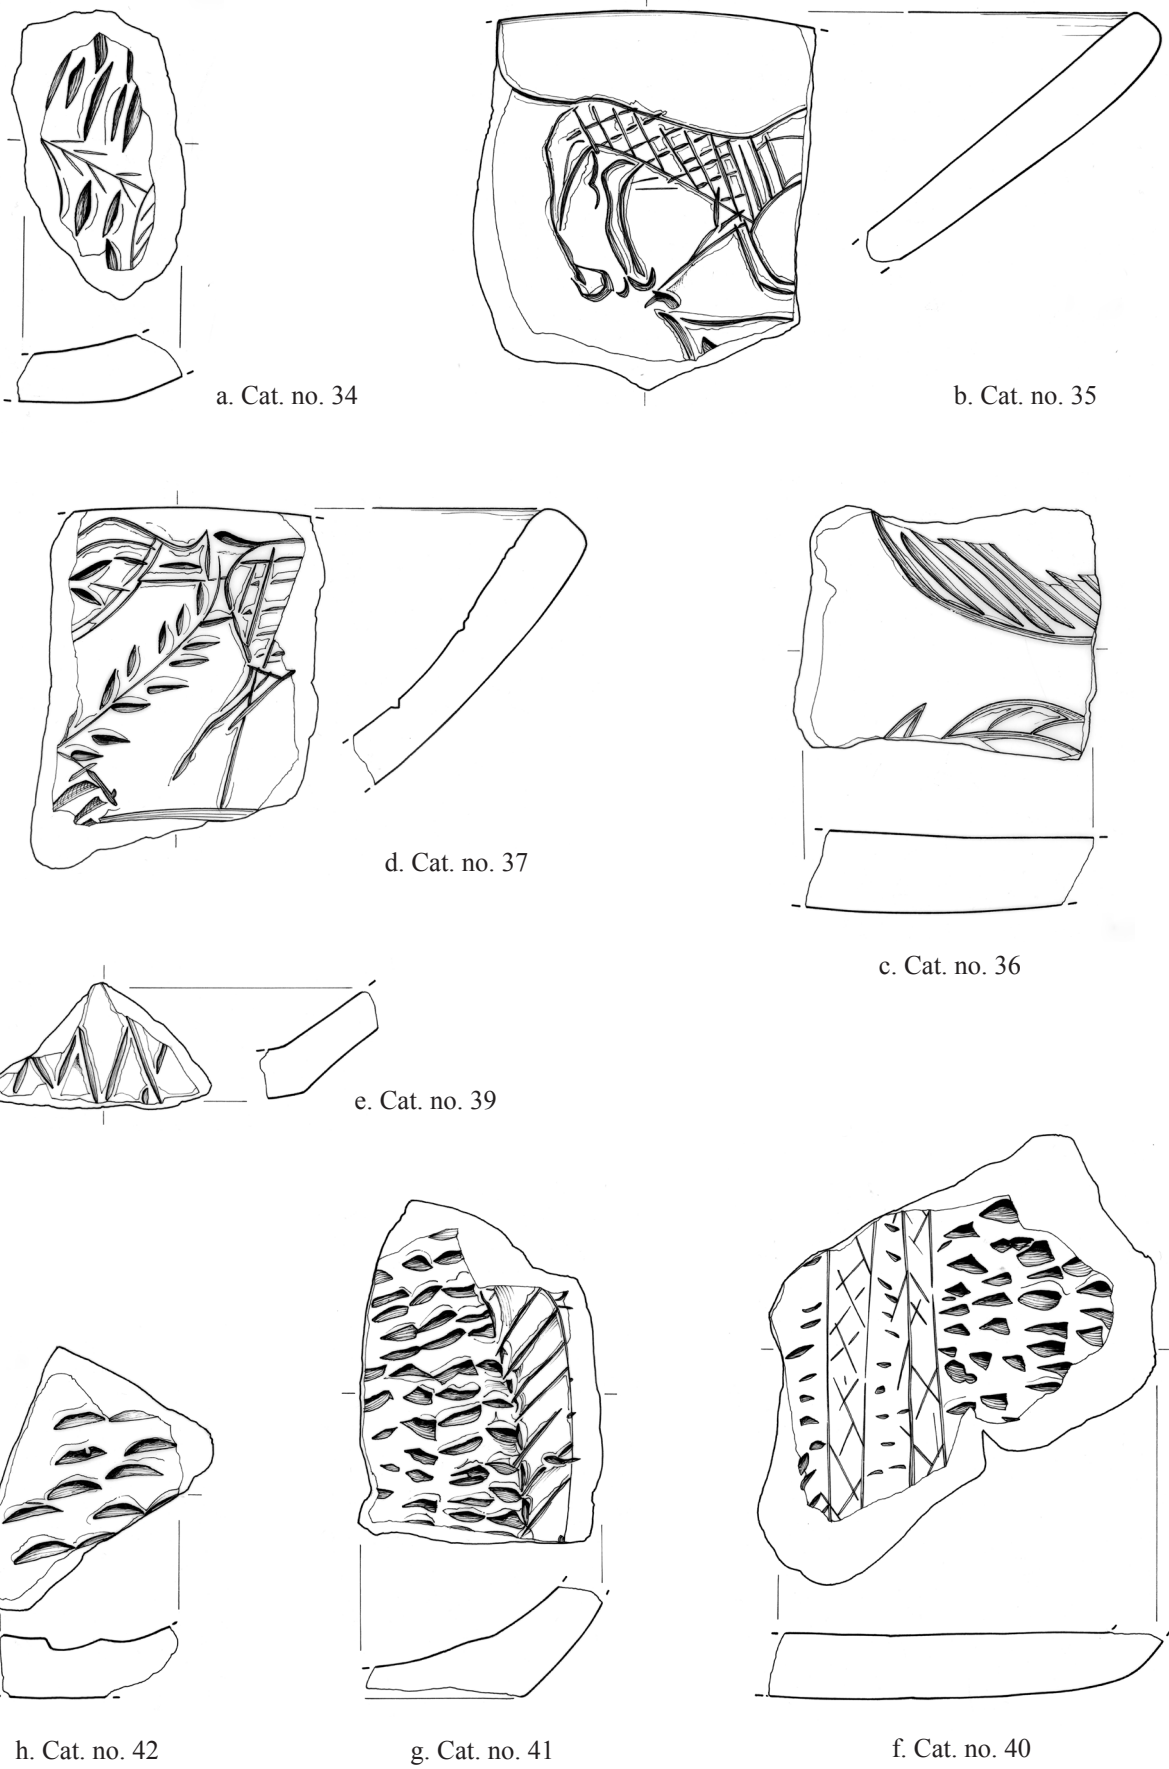 a. Cat. no. 34
b. Cat. no. 35
d. Cat. no. 37
c. Cat. no. 36
e. Cat. no. 39
h. Cat. no. 42
g. Cat. no. 41
f. Cat. no. 40